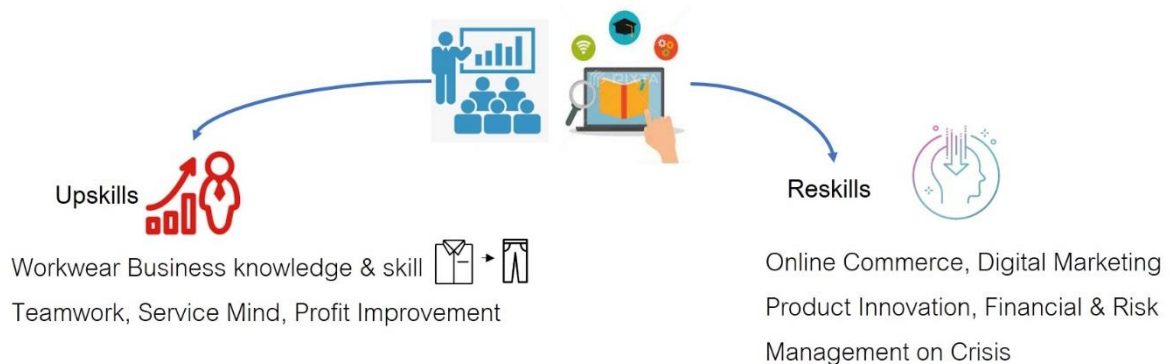 PIXTA
Upskills
Workwear Business knowledge & skill
Teamwork, Service Mind, Profit Improvement
Reskills
Online Commerce, Digital Marketing
Product Innovation, Financial & Risk
Management on Crisis